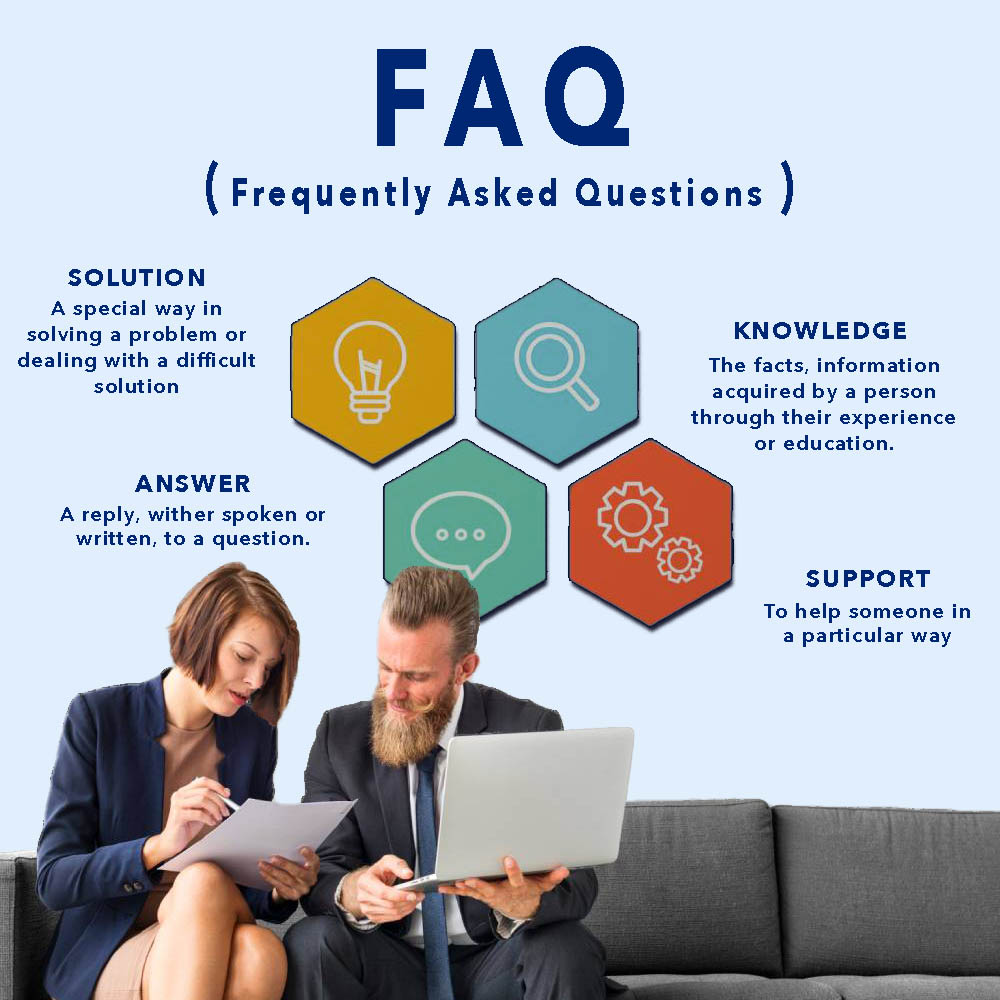 FAQ
( Frequently Asked Questions )
SOLUTION
A special way in
solving a problem or
dealing with a difficult
solution
KNOWLEDGE
The facts, information
acquired by a person
through their experience
or education.
ANSWER
A reply, wither spoken or
written, to a question.
SUPPORT
To help someone in
a particular way